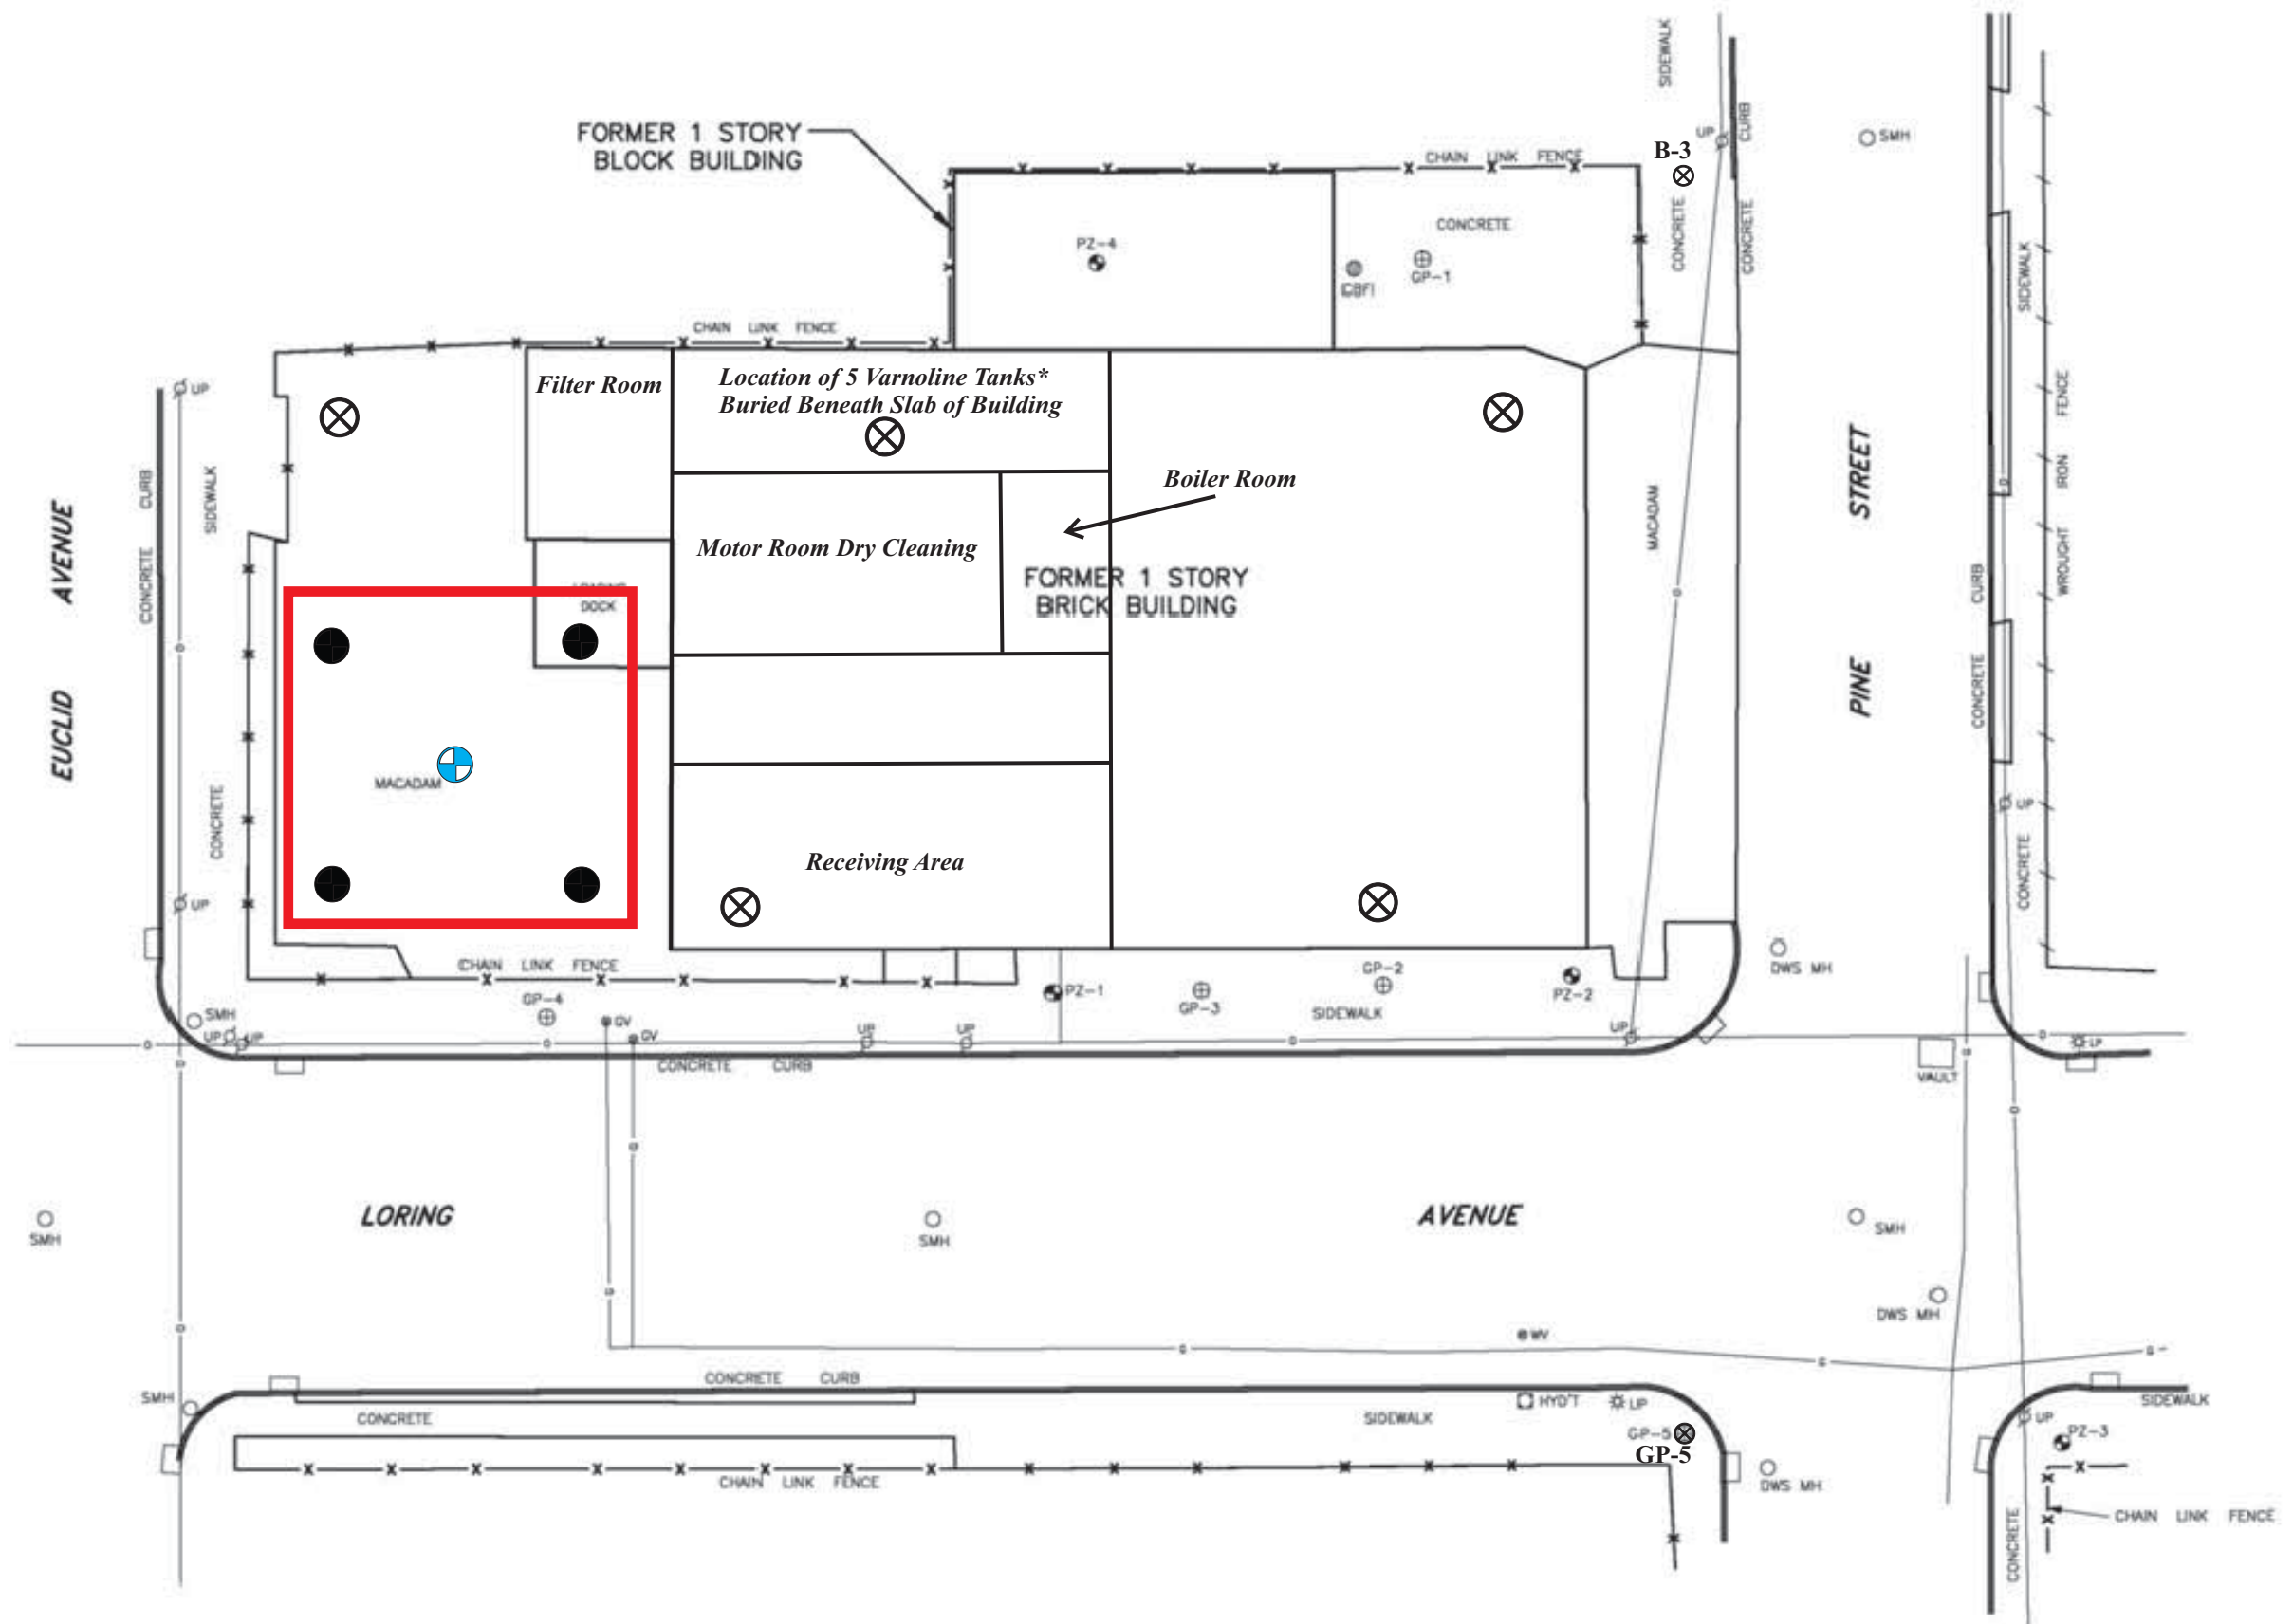 SIDEWALK
FORMER 1 STORY
BLOCK BUILDING
CHAIN LINK FENCE
B-3
UP
CURB
SMH
CONCRETE
CONCRETE
CONCRETE
PZ-4
GP-1
SIDEWALK
CHAIN LINK FENCE
UP
Filter Room
Location of 5 Varnoline Tanks*
Buried Beneath Slab of Building
Boiler Room
Motor Room Dry Cleaning
FORMER 1 STORY
BRICK BUILDING
DOCK
EUCLID AVENUE
CONCRETE CURB
SIDEWALK
MACADAM
PINE STREET
WROUGHT IRON FENCE
CONCRETE CURB
MACADAM
CONCRETE
Receiving Area
UP
UP
CONCRETE
CHAIN LINK FENCE
GP-4
PZ-1
GP-3
GP-2
SIDEWALK
PZ-2
DWS MH
SMH
UP
UP
GV
GV
UP
UP
UP
LP
VAULT
CONCRETE CURB
LORING AVENUE
SMH
SMH
SMH
DWS MH
WV
G
G
G
CONCRETE CURB
SMH
CONCRETE
SIDEWALK
HYD'T
LP
GP-5
GP-5
UP
PZ-3
SIDEWALK
CHAIN LINK FENCE
DWS MH
CHAIN LINK FENCE
CONCRETE